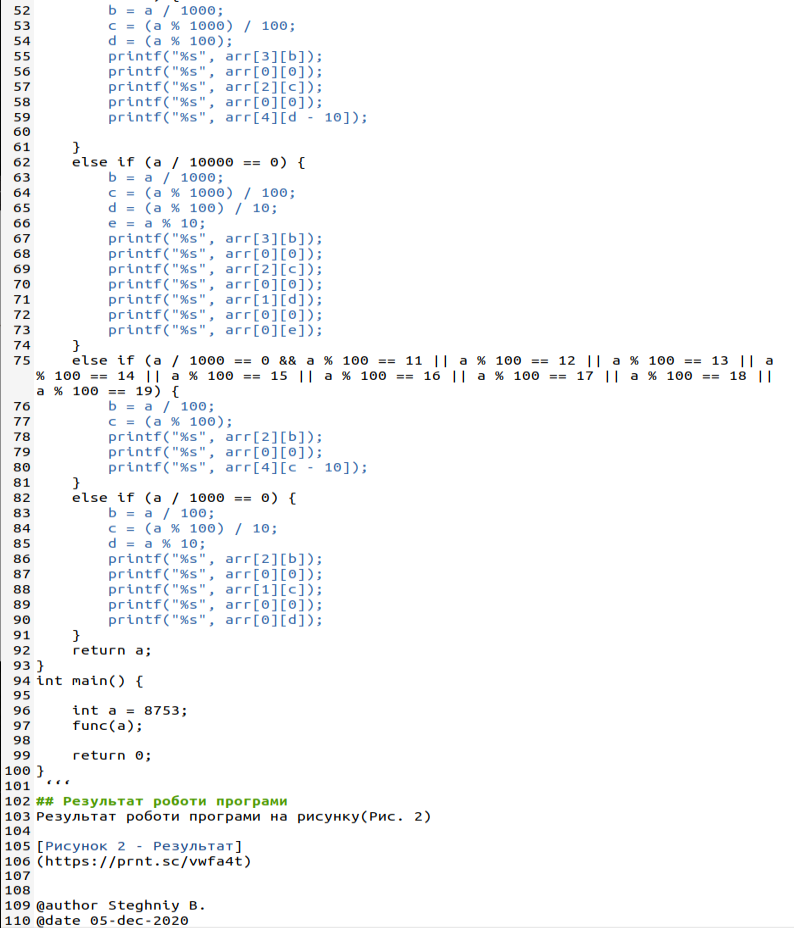 52         b = a / 1000;
53         c = (a % 1000) / 100;
54         d = (a % 100);
55         printf("%s", arr[3][b]);
56         printf("%s", arr[0][0]);
57         printf("%s", arr[2][c]);
58         printf("%s", arr[0][0]);
59         printf("%s", arr[4][d - 10]);
60
61     }
62     else if (a / 10000 == 0) {
63         b = a / 1000;
64         c = (a % 1000) / 100;
65         d = (a % 100) / 10;
66         e = a % 10;
67         printf("%s", arr[3][b]);
68         printf("%s", arr[0][0]);
69         printf("%s", arr[2][c]);
70         printf("%s", arr[0][0]);
71         printf("%s", arr[1][d]);
72         printf("%s", arr[0][0]);
73         printf("%s", arr[0][e]);
74     }
75     else if (a / 1000 == 0 && a % 100 == 11 || a % 100 == 12 || a % 100 == 13 || a
% 100 == 14 || a % 100 == 15 || a % 100 == 16 || a % 100 == 17 || a % 100 == 18 ||
a % 100 == 19) {
76         b = a / 100;
77         c = (a % 100);
78         printf("%s", arr[2][b]);
79         printf("%s", arr[0][0]);
80         printf("%s", arr[4][c - 10]);
81     }
82     else if (a / 1000 == 0) {
83         b = a / 100;
84         c = (a % 100) / 10;
85         d = a % 10;
86         printf("%s", arr[2][b]);
87         printf("%s", arr[0][0]);
88         printf("%s", arr[1][c]);
89         printf("%s", arr[0][0]);
90         printf("%s", arr[0][d]);
91     }
92     return a;
93 }
94 int main() {
95
96     int a = 8753;
97     func(a);
98
99     return 0;
100 }
101  ‘‘‘
102 ## Результат роботи програми
103 Результат роботи програми на рисунку(Рис. 2)
104
105 [Рисунок 2 - Результат]
106 (https://prnt.sc/vwfa4t)
107
108
109 @author Steghniy B.
110 @date 05-dec-2020